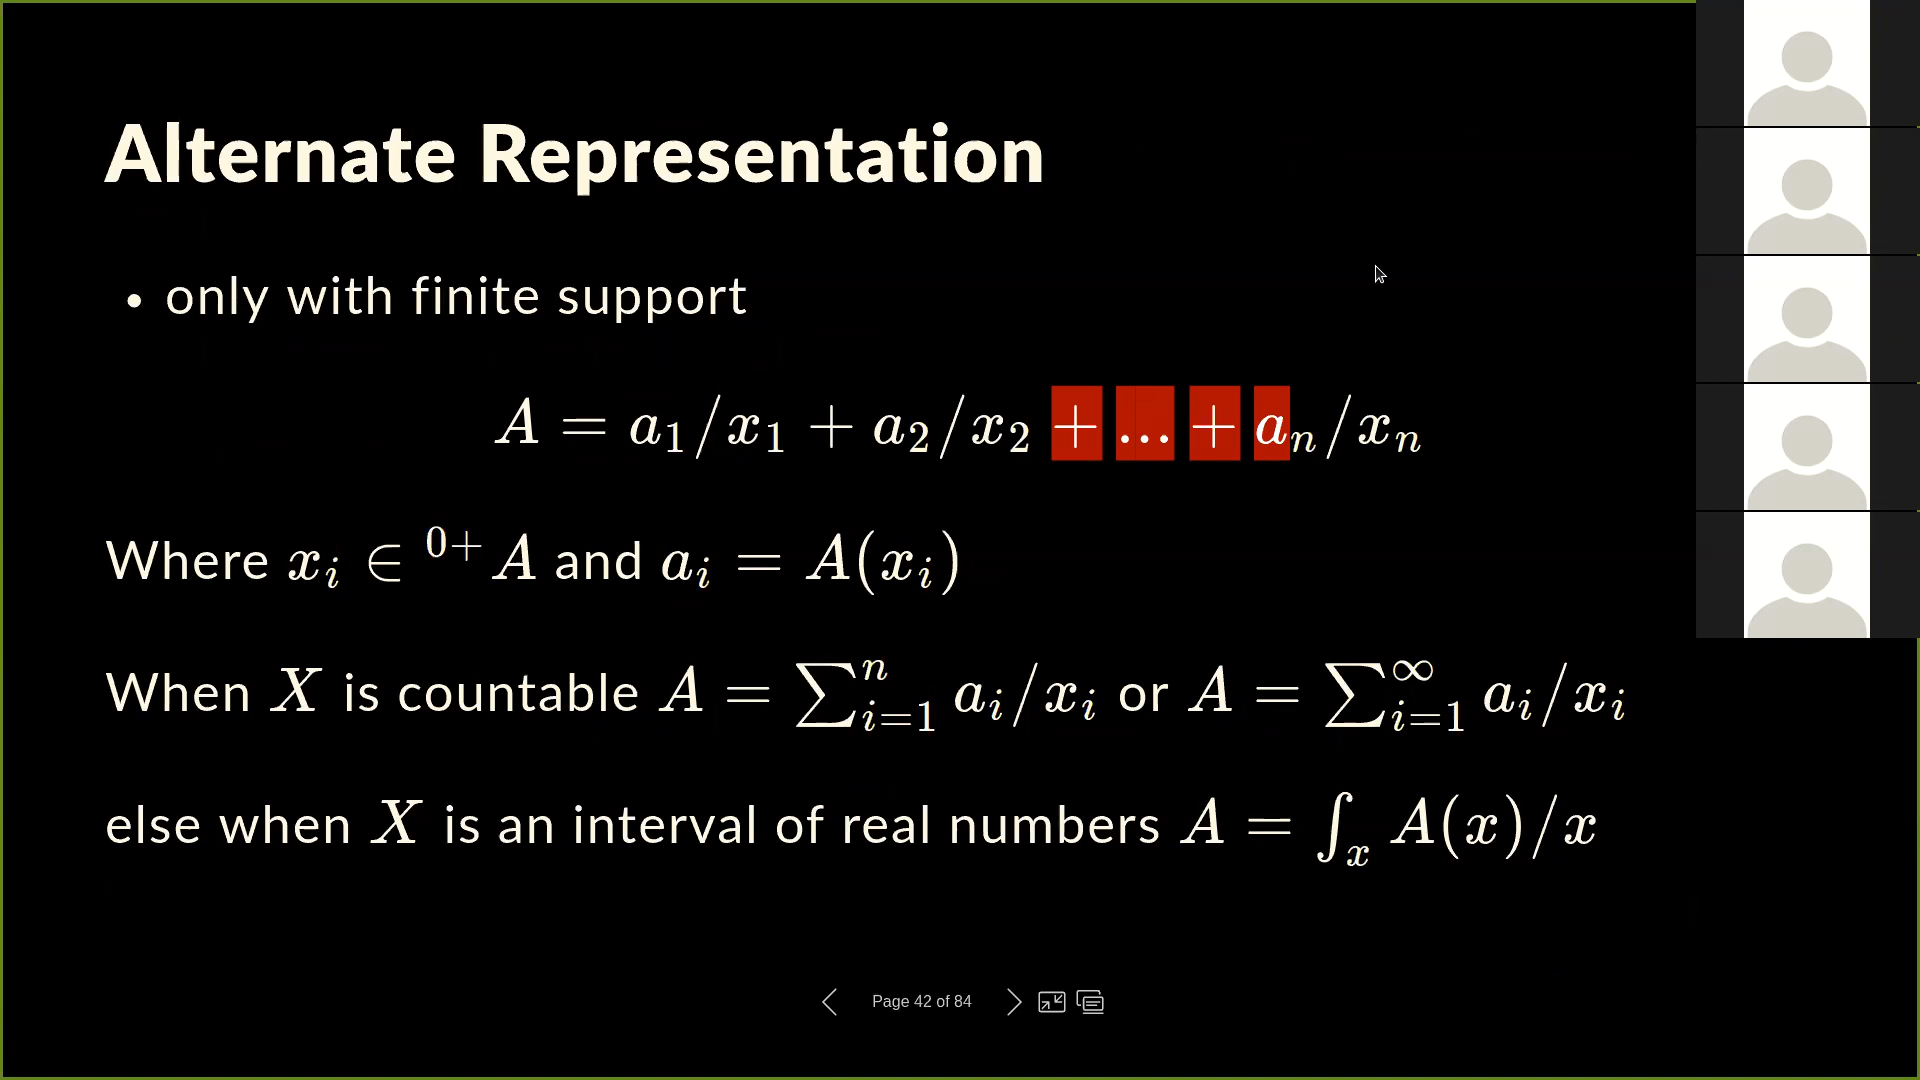 Alternate Representation
• only with finite support
A = a₁/x₁ + a₂/x₂ + ... + aₙ/xₙ
Where xᵢ ∈ ⁰⁺A and aᵢ = A(xᵢ)
When X is countable A = ∑ⁿᵢ₌₁ aᵢ/xᵢ or A = ∑^∞ᵢ₌₁ aᵢ/xᵢ
else when X is an interval of real numbers A = ∫ₓ A(x)/x
Page 42 of 84